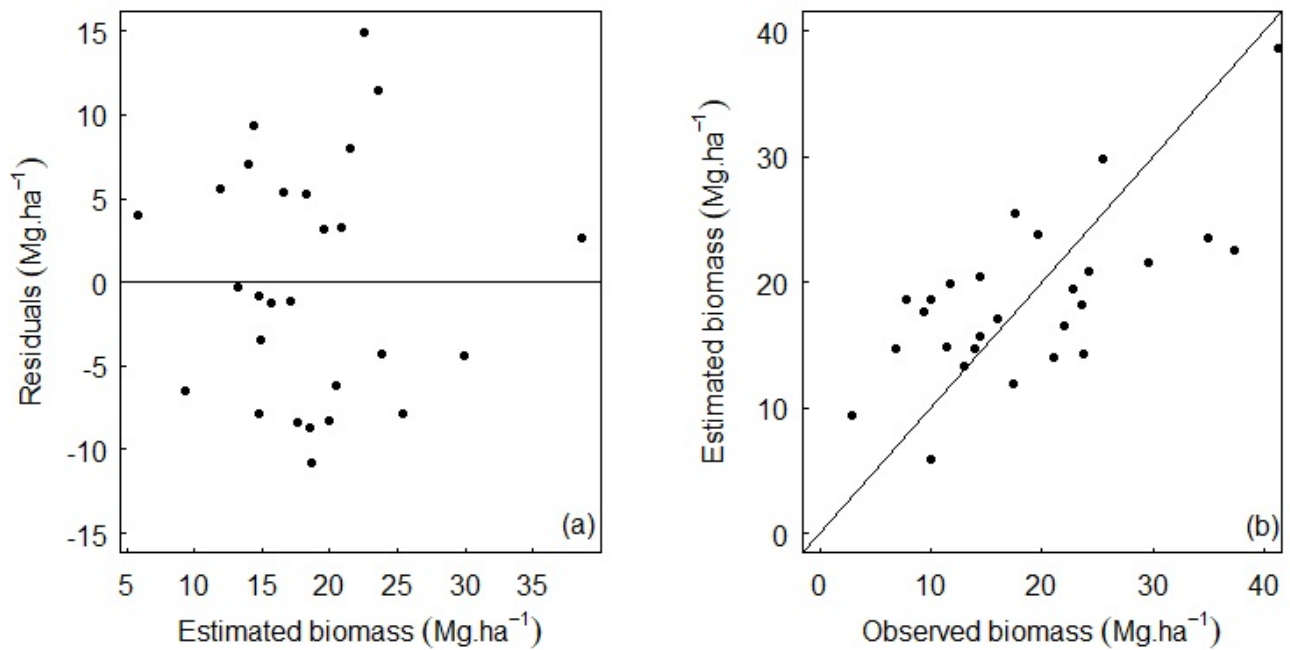 15
10
5
0
-5
-10
-15
Residuals (Mg.ha⁻¹)
(a)
5 10 15 20 25 30 35
Estimated biomass (Mg.ha⁻¹)
40
30
20
10
0
Estimated biomass (Mg.ha⁻¹)
(b)
0 10 20 30 40
Observed biomass (Mg.ha⁻¹)